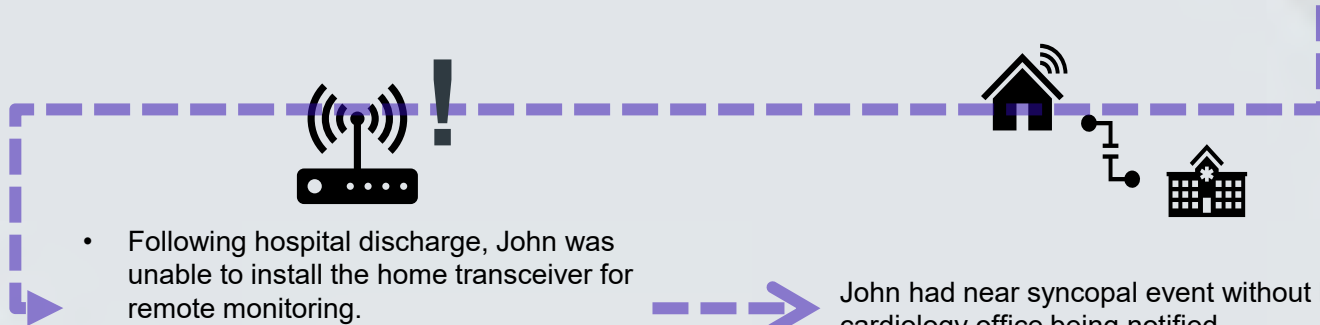 • Following hospital discharge, John was
unable to install the home transceiver for
remote monitoring.
John had near syncopal event without
cardiology office being notified